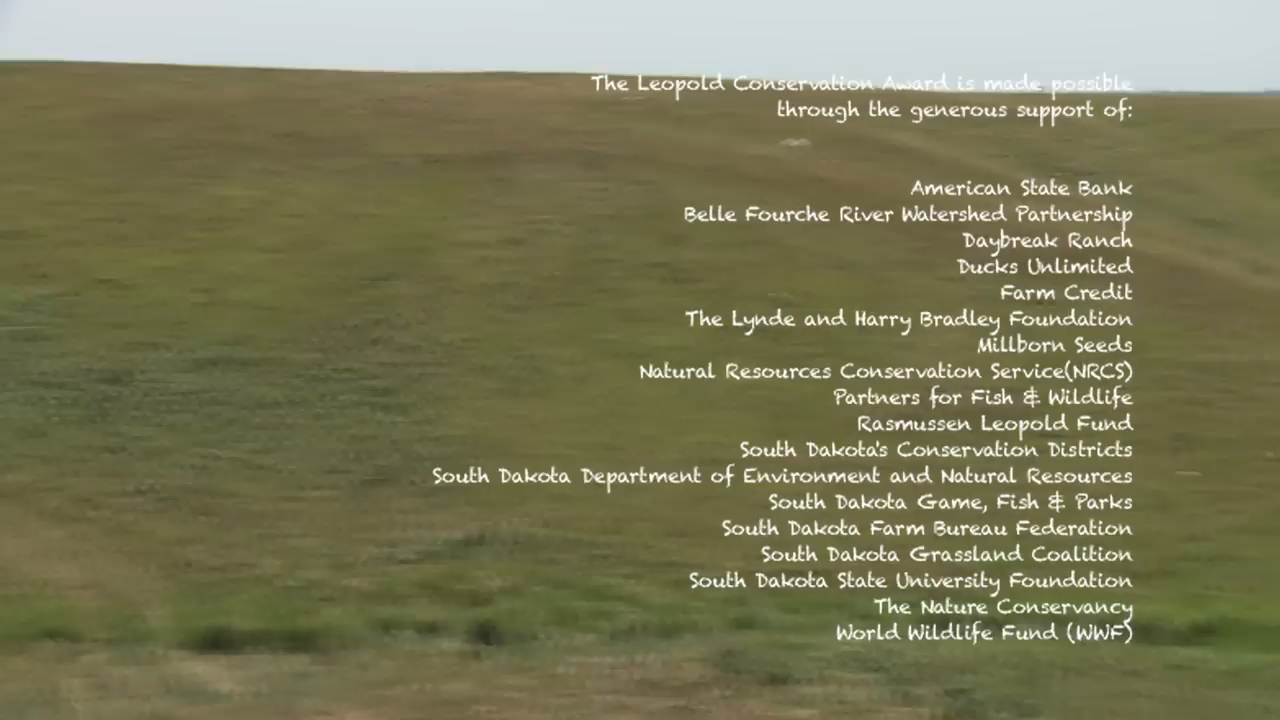 The Leopold Conservation Award is made possible
through the generous support of:
American State Bank
Belle Fourche River Watershed Partnership
Daybreak Ranch
Ducks Unlimited
Farm Credit
The Lynde and Harry Bradley Foundation
Millborn Seeds
Natural Resources Conservation Service(NRCS)
Partners for Fish & Wildlife
Rasmussen Leopold Fund
South Dakota's Conservation Districts
South Dakota Department of Environment and Natural Resources
South Dakota Game, Fish & Parks
South Dakota Farm Bureau Federation
South Dakota Grassland Coalition
South Dakota State University Foundation
The Nature Conservancy
World Wildlife Fund (WWF)